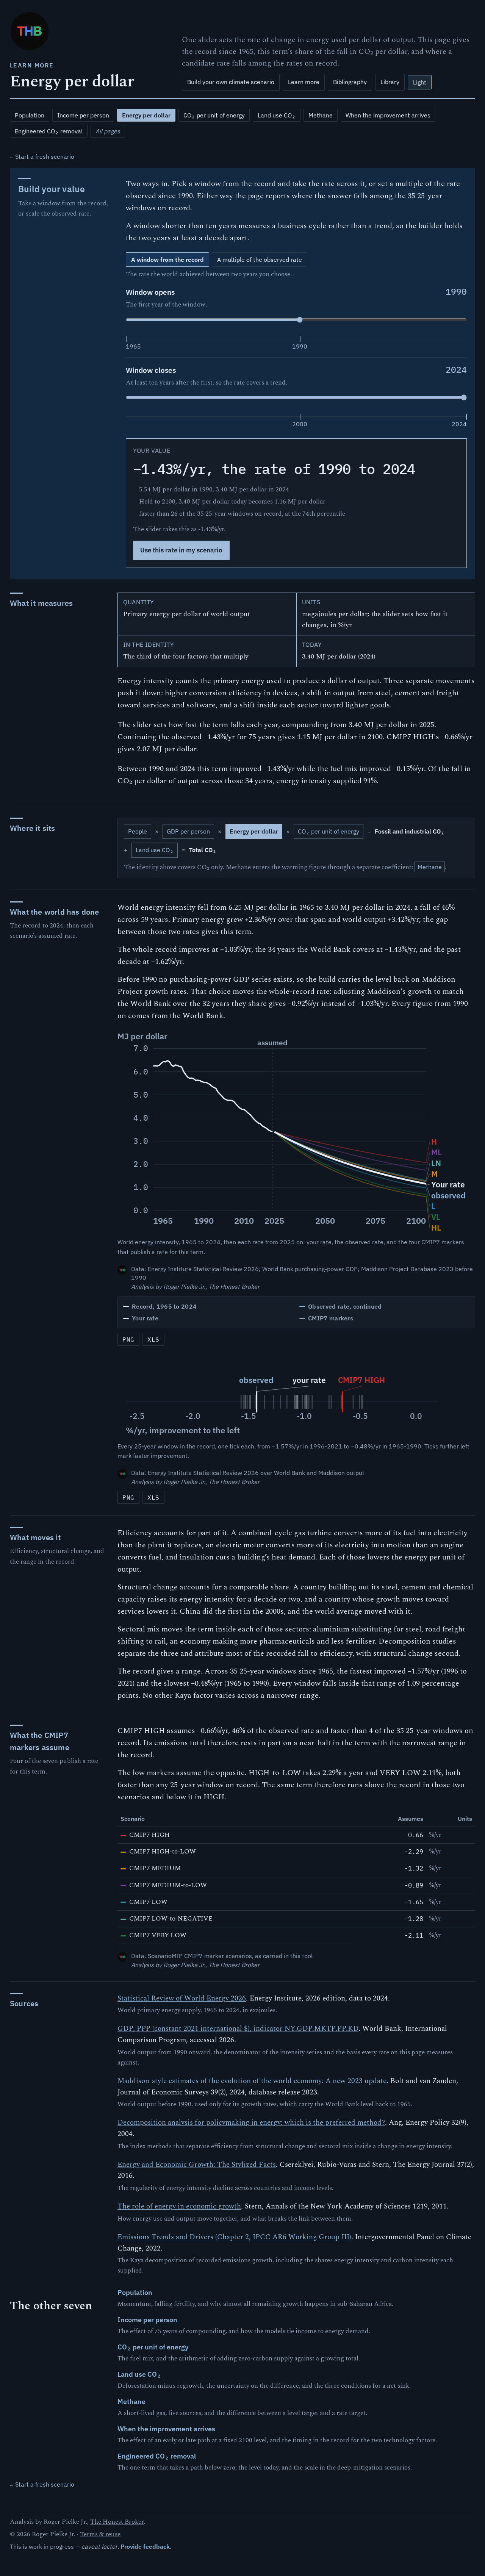 THB
LEARN MORE
Energy per dollar
One slider sets the rate of change in energy used per dollar of output. This page gives
the record since 1965, this term's share of the fall in CO₂ per dollar, and where a
candidate rate falls among the rates on record.
Build your own climate scenario
Learn more
Bibliography
Library
Light
Population
Income per person
Energy per dollar
CO₂ per unit of energy
Land use CO₂
Methane
When the improvement arrives
Engineered CO₂ removal
All pages
← Start a fresh scenario
Build your value
Take a window from the record,
or scale the observed rate.
Two ways in. Pick a window from the record and take the rate across it, or set a multiple of the rate
observed since 1990. Either way the page reports where the answer falls among the 35 25-year
windows on record.
A window shorter than ten years measures a business cycle rather than a trend, so the builder holds
the two years at least a decade apart.
A window from the record
A multiple of the observed rate
The rate the world achieved between two years you choose.
Window opens
1990
The first year of the window.
1965
1990
Window closes
2024
At least ten years after the first, so the rate covers a trend.
2000
2024
YOUR VALUE
−1.43%/yr, the rate of 1990 to 2024
5.54 MJ per dollar in 1990, 3.40 MJ per dollar in 2024
Held to 2100, 3.40 MJ per dollar today becomes 1.16 MJ per dollar
faster than 26 of the 35 25-year windows on record, at the 74th percentile
The slider takes this as -1.43%/yr.
Use this rate in my scenario
What it measures
QUANTITY
Primary energy per dollar of world output
UNITS
megajoules per dollar; the slider sets how fast it
changes, in %/yr
IN THE IDENTITY
The third of the four factors that multiply
TODAY
3.40 MJ per dollar (2024)
Energy intensity counts the primary energy used to produce a dollar of output. Three separate movements
push it down: higher conversion efficiency in devices, a shift in output from steel, cement and freight
toward services and software, and a shift inside each sector toward lighter goods.
The slider sets how fast the term falls each year, compounding from 3.40 MJ per dollar in 2025.
Continuing the observed −1.43%/yr for 75 years gives 1.15 MJ per dollar in 2100. CMIP7 HIGH's −0.66%/yr
gives 2.07 MJ per dollar.
Between 1990 and 2024 this term improved −1.43%/yr while the fuel mix improved −0.15%/yr. Of the fall in
CO₂ per dollar of output across those 34 years, energy intensity supplied 91%.
Where it sits
People × GDP per person × Energy per dollar × CO₂ per unit of energy = Fossil and industrial CO₂
+ Land use CO₂ = Total CO₂
The identity above covers CO₂ only. Methane enters the warming figure through a separate coefficient: Methane.
What the world has done
The record to 2024, then each
scenario's assumed rate.
World energy intensity fell from 6.25 MJ per dollar in 1965 to 3.40 MJ per dollar in 2024, a fall of 46%
across 59 years. Primary energy grew +2.36%/yr over that span and world output +3.42%/yr; the gap
between those two rates gives this term.
The whole record improves at −1.03%/yr, the 34 years the World Bank covers at −1.43%/yr, and the past
decade at −1.62%/yr.
Before 1990 no purchasing-power GDP series exists, so the build carries the level back on Maddison
Project growth rates. That choice moves the whole-record rate: adjusting Maddison's growth to match
the World Bank over the 32 years they share gives −0.92%/yr instead of −1.03%/yr. Every figure from 1990
on comes from the World Bank.
MJ per dollar
assumed
7.0
6.0
5.0
4.0
3.0
2.0
1.0
0.0
H
ML
LN
M
Your rate
observed
L
VL
HL
1965 1990 2010 2025 2050 2075 2100
World energy intensity, 1965 to 2024, then each rate from 2025 on: your rate, the observed rate, and the four CMIP7 markers
that publish a rate for this term.
THB
Data: Energy Institute Statistical Review 2026; World Bank purchasing-power GDP; Maddison Project Database 2023 before
1990
Analysis by Roger Pielke Jr., The Honest Broker
Record, 1965 to 2024
Observed rate, continued
Your rate
CMIP7 markers
PNG
XLS
observed
your rate
CMIP7 HIGH
-2.5 -2.0 -1.5 -1.0 -0.5 0.0
%/yr, improvement to the left
Every 25-year window in the record, one tick each, from −1.57%/yr in 1996-2021 to −0.48%/yr in 1965-1990. Ticks further left
mark faster improvement.
THB
Data: Energy Institute Statistical Review 2026 over World Bank and Maddison output
Analysis by Roger Pielke Jr., The Honest Broker
PNG
XLS
What moves it
Efficiency, structural change, and
the range in the record.
Efficiency accounts for part of it. A combined-cycle gas turbine converts more of its fuel into electricity
than the plant it replaces, an electric motor converts more of its electricity into motion than an engine
converts fuel, and insulation cuts a building's heat demand. Each of those lowers the energy per unit of
output.
Structural change accounts for a comparable share. A country building out its steel, cement and chemical
capacity raises its energy intensity for a decade or two, and a country whose growth moves toward
services lowers it. China did the first in the 2000s, and the world average moved with it.
Sectoral mix moves the term inside each of those sectors: aluminium substituting for steel, road freight
shifting to rail, an economy making more pharmaceuticals and less fertiliser. Decomposition studies
separate the three and attribute most of the recorded fall to efficiency, with structural change second.
The record gives a range. Across 35 25-year windows since 1965, the fastest improved −1.57%/yr (1996 to
2021) and the slowest −0.48%/yr (1965 to 1990). Every window falls inside that range of 1.09 percentage
points. No other Kaya factor varies across a narrower range.
What the CMIP7
markers assume
Four of the seven publish a rate
for this term.
CMIP7 HIGH assumes −0.66%/yr, 46% of the observed rate and faster than 4 of the 35 25-year windows on
record. Its emissions total therefore rests in part on a near-halt in the term with the narrowest range in
the record.
The low markers assume the opposite. HIGH-to-LOW takes 2.29% a year and VERY LOW 2.11%, both
faster than any 25-year window on record. The same term therefore runs above the record in those two
scenarios and below it in HIGH.
Scenario Assumes Units
CMIP7 HIGH -0.66 %/yr
CMIP7 HIGH-to-LOW -2.29 %/yr
CMIP7 MEDIUM -1.32 %/yr
CMIP7 MEDIUM-to-LOW -0.89 %/yr
CMIP7 LOW -1.65 %/yr
CMIP7 LOW-to-NEGATIVE -1.28 %/yr
CMIP7 VERY LOW -2.11 %/yr
THB
Data: ScenarioMIP CMIP7 marker scenarios, as carried in this tool
Analysis by Roger Pielke Jr., The Honest Broker
Sources
Statistical Review of World Energy 2026. Energy Institute, 2026 edition, data to 2024.
World primary energy supply, 1965 to 2024, in exajoules.
GDP, PPP (constant 2021 international $), indicator NY.GDP.MKTP.PP.KD. World Bank, International
Comparison Program, accessed 2026.
World output from 1990 onward, the denominator of the intensity series and the basis every rate on this page measures
against.
Maddison-style estimates of the evolution of the world economy: A new 2023 update. Bolt and van Zanden,
Journal of Economic Surveys 39(2), 2024, database release 2023.
World output before 1990, used only for its growth rates, which carry the World Bank level back to 1965.
Decomposition analysis for policymaking in energy: which is the preferred method?. Ang, Energy Policy 32(9),
2004.
The index methods that separate efficiency from structural change and sectoral mix inside a change in energy intensity.
Energy and Economic Growth: The Stylized Facts. Csereklyei, Rubio-Varas and Stern, The Energy Journal 37(2),
2016.
The regularity of energy intensity decline across countries and income levels.
The role of energy in economic growth. Stern, Annals of the New York Academy of Sciences 1219, 2011.
How energy use and output move together, and what breaks the link between them.
Emissions Trends and Drivers (Chapter 2, IPCC AR6 Working Group III). Intergovernmental Panel on Climate
Change, 2022.
The Kaya decomposition of recorded emissions growth, including the shares energy intensity and carbon intensity each
supplied.
The other seven
Population
Momentum, falling fertility, and why almost all remaining growth happens in sub-Saharan Africa.
Income per person
The effect of 75 years of compounding, and how the models tie income to energy demand.
CO₂ per unit of energy
The fuel mix, and the arithmetic of adding zero-carbon supply against a growing total.
Land use CO₂
Deforestation minus regrowth, the uncertainty on the difference, and the three conditions for a net sink.
Methane
A short-lived gas, five sources, and the difference between a level target and a rate target.
When the improvement arrives
The effect of an early or late path at a fixed 2100 level, and the timing in the record for the two technology factors.
Engineered CO₂ removal
The one term that takes a path below zero, the level today, and the scale in the deep-mitigation scenarios.
← Start a fresh scenario
Analysis by Roger Pielke Jr., The Honest Broker.
© 2026 Roger Pielke Jr. · Terms & reuse
This is work in progress — caveat lector. Provide feedback.